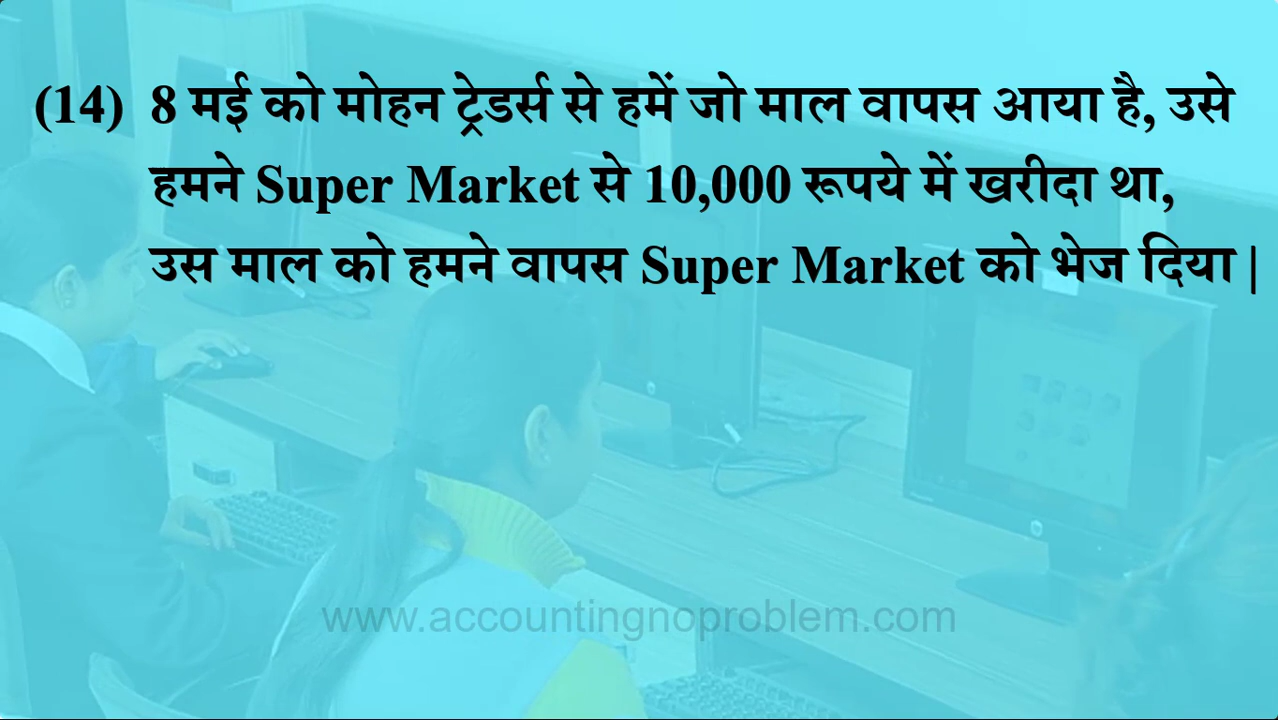 (14) 8 मई को मोहन ट्रेडर्स से हमें जो माल वापस आया है, उसे
हमने Super Market से 10,000 रूपये में खरीदा था,
उस माल को हमने वापस Super Market को भेज दिया |
www.accountingnoproblem.com